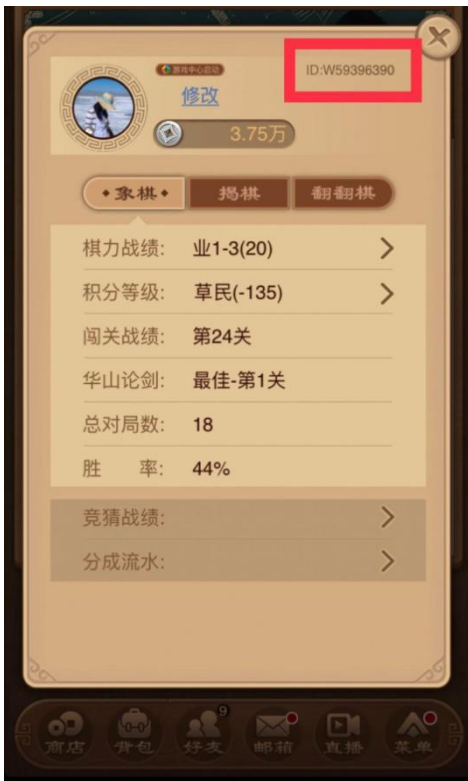 ID:W59396390
游戏中心启动
修改
3.75万
象棋 揭棋 翻翻棋
棋力战绩: 业1-3(20)
积分等级: 草民(-135)
闯关战绩: 第24关
华山论剑: 最佳-第1关
总对局数: 18
胜 率: 44%
竞猜战绩:
分成流水:
9
商店 背包 好友 邮箱 直播 菜单